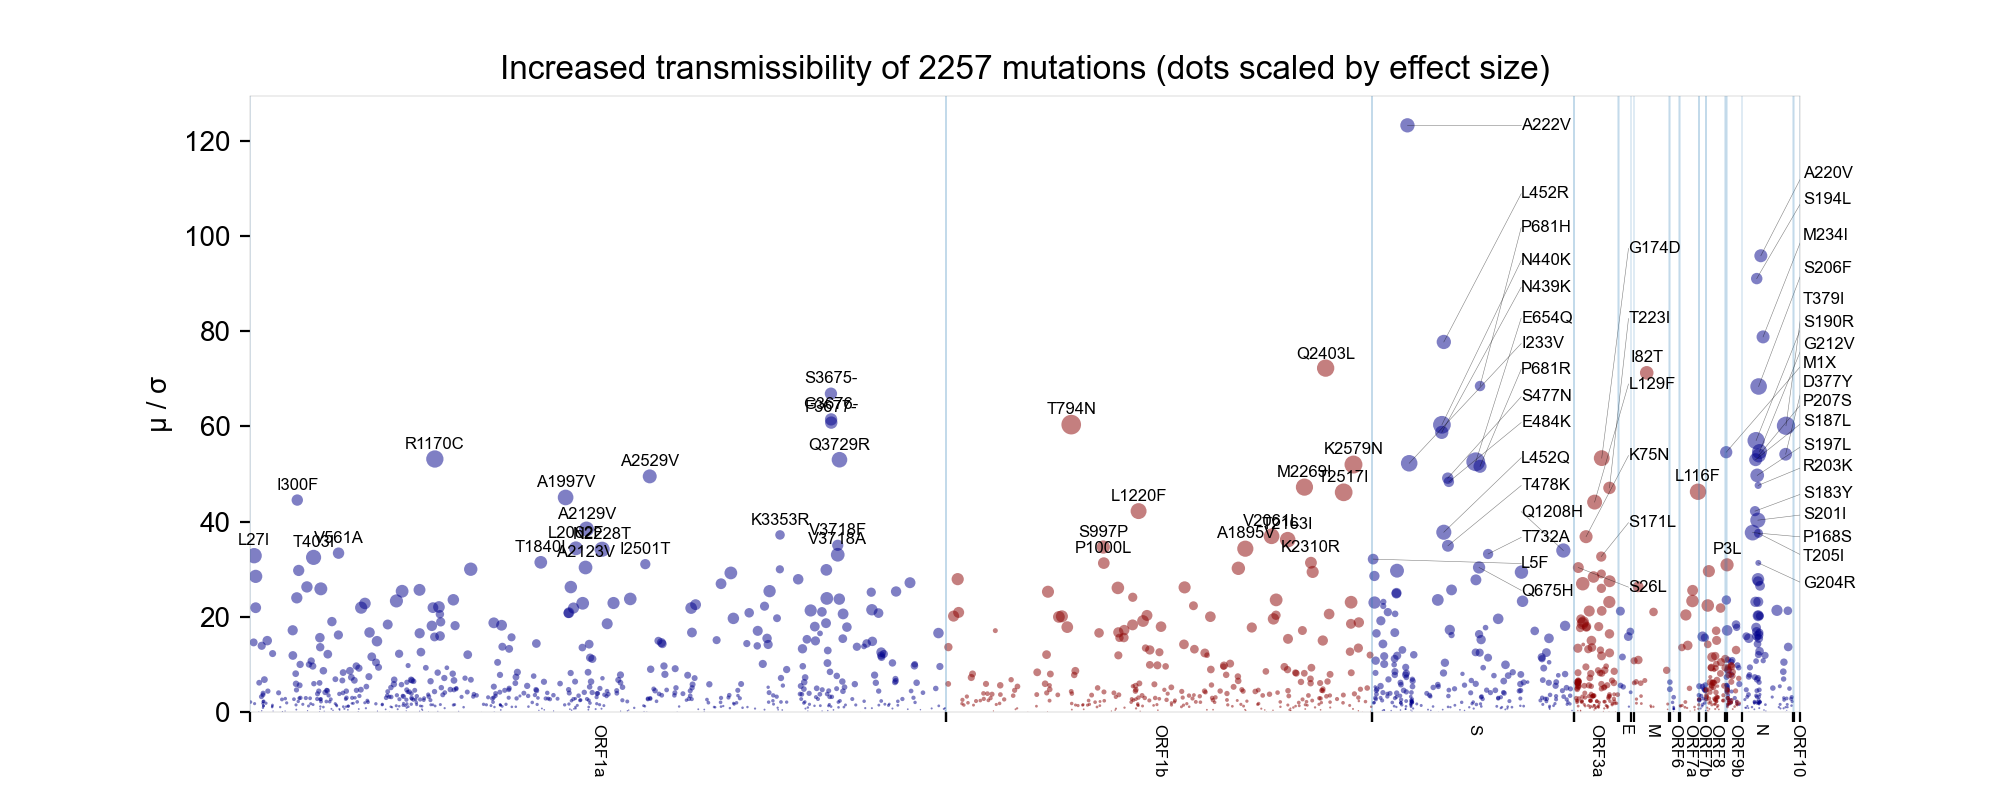 Increased transmissibility of 2257 mutations (dots scaled by effect size)
μ / σ
120
100
80
60
40
20
0
L27I
I300F
T403I
V561A
R1170C
T1840I
A1997V
A2129V
A2123V
I2501T
A2529V
K3353R
S3675-
Q3729R
V3718F
V3718A
T794N
S997P
P1000L
L1220F
A1895V
V2061L
T2163I
M2269L
K2310R
Q2403L
T2517I
K2579N
A222V
L452R
P681H
N440K
N439K
E654Q
I233V
P681R
S477N
E484K
L452Q
T478K
Q1208H
T732A
L5F
Q675H
G174D
T223I
I82T
L129F
K75N
S171L
S26L
L116F
P3L
A220V
S194L
M234I
S206F
T379I
S190R
G212V
M1X
D377Y
P207S
S187L
S197L
R203K
S183Y
S201I
P168S
T205I
G204R
ORF1a
ORF1b
S
ORF3a
E
M
ORF6
ORF7a
ORF7b
ORF8
ORF9b
N
ORF10